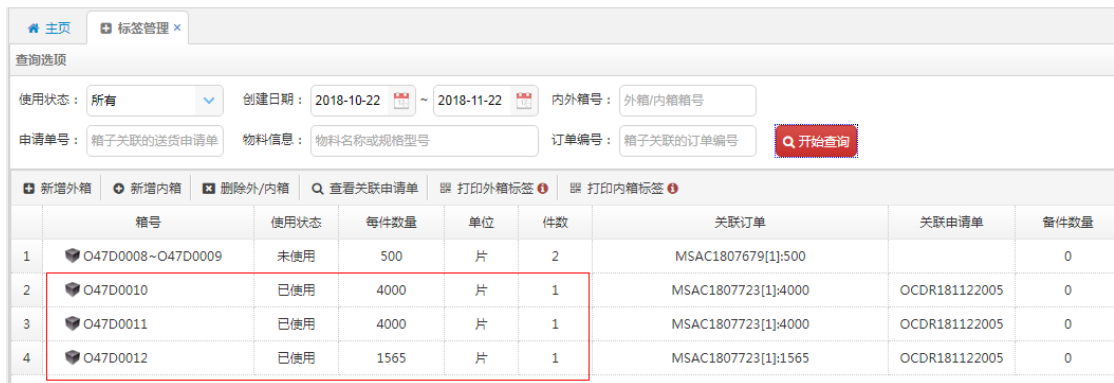 主页 标签管理 ×
查询选项
使用状态： 所有 创建日期： 2018-10-22 ~ 2018-11-22 内外箱号： 外箱/内箱箱号
申请单号： 箱子关联的送货申请单 物料信息： 物料名称或规格型号 订单编号： 箱子关联的订单编号 开始查询
新增外箱 新增内箱 删除外/内箱 查看关联申请单 打印外箱标签 打印内箱标签
箱号 使用状态 每件数量 单位 件数 关联订单 关联申请单 备件数量
1 O47D0008~O47D0009 未使用 500 片 2 MSAC1807679[1]:500 0
2 O47D0010 已使用 4000 片 1 MSAC1807723[1]:4000 OCDR181122005 0
3 O47D0011 已使用 4000 片 1 MSAC1807723[1]:4000 OCDR181122005 0
4 O47D0012 已使用 1565 片 1 MSAC1807723[1]:1565 OCDR181122005 0